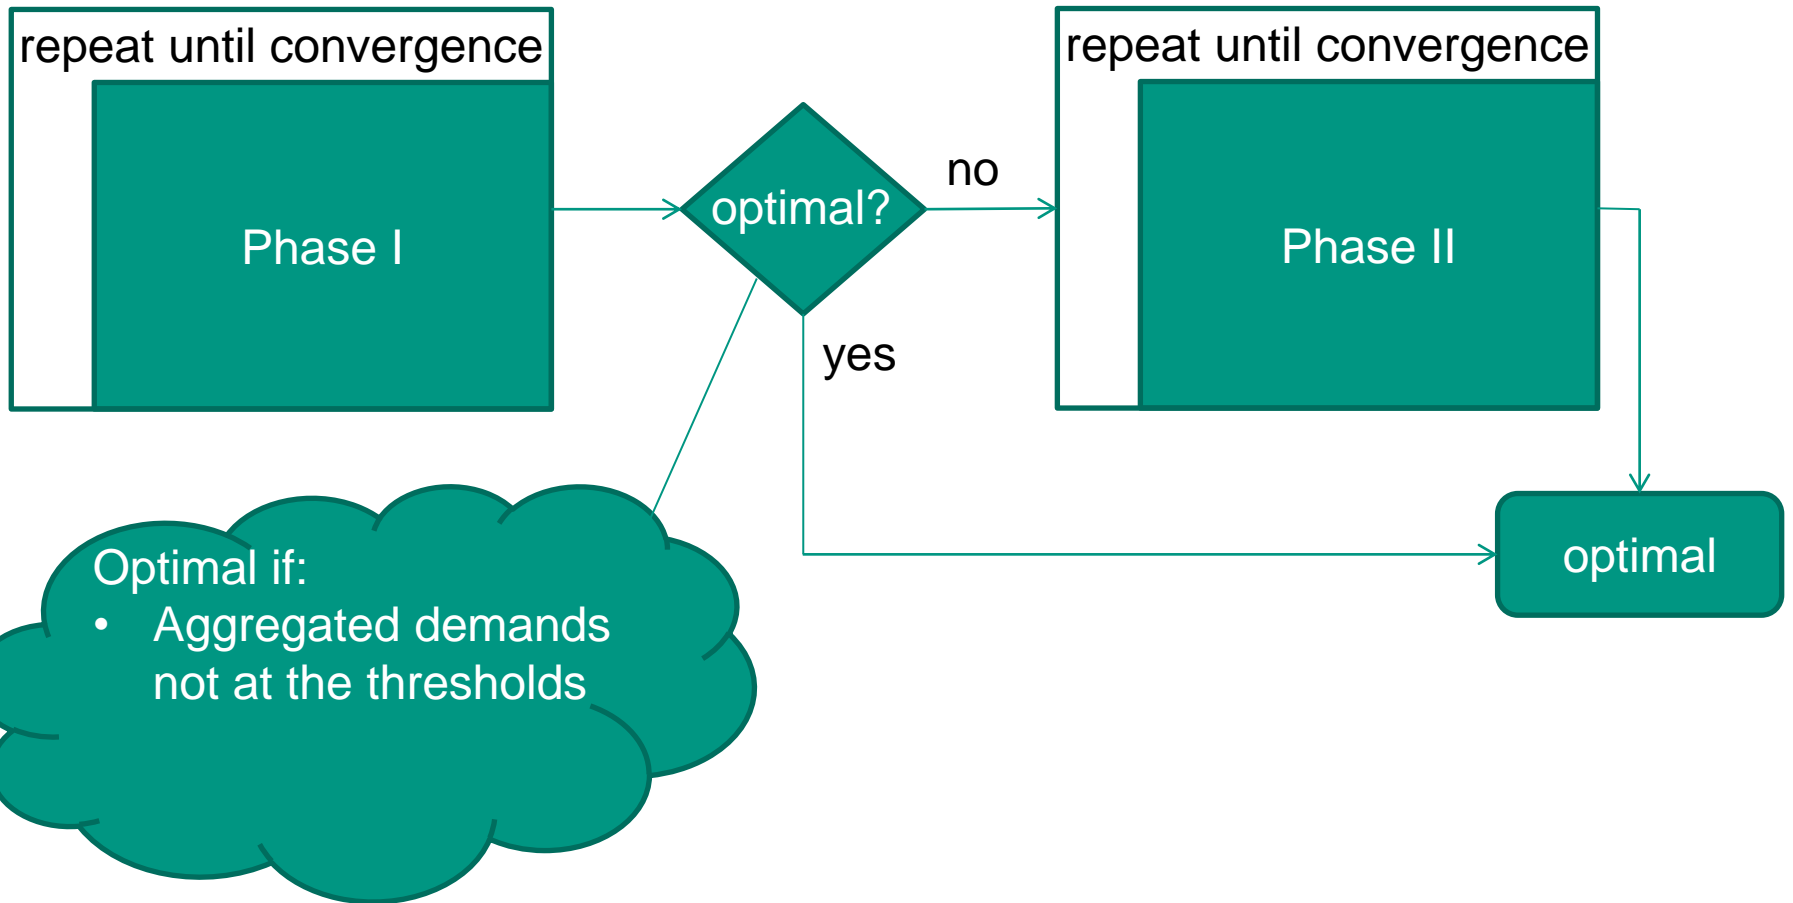 repeat until convergence
Phase I
optimal?
no
yes
repeat until convergence
Phase II
optimal
Optimal if:
• Aggregated demands
not at the thresholds